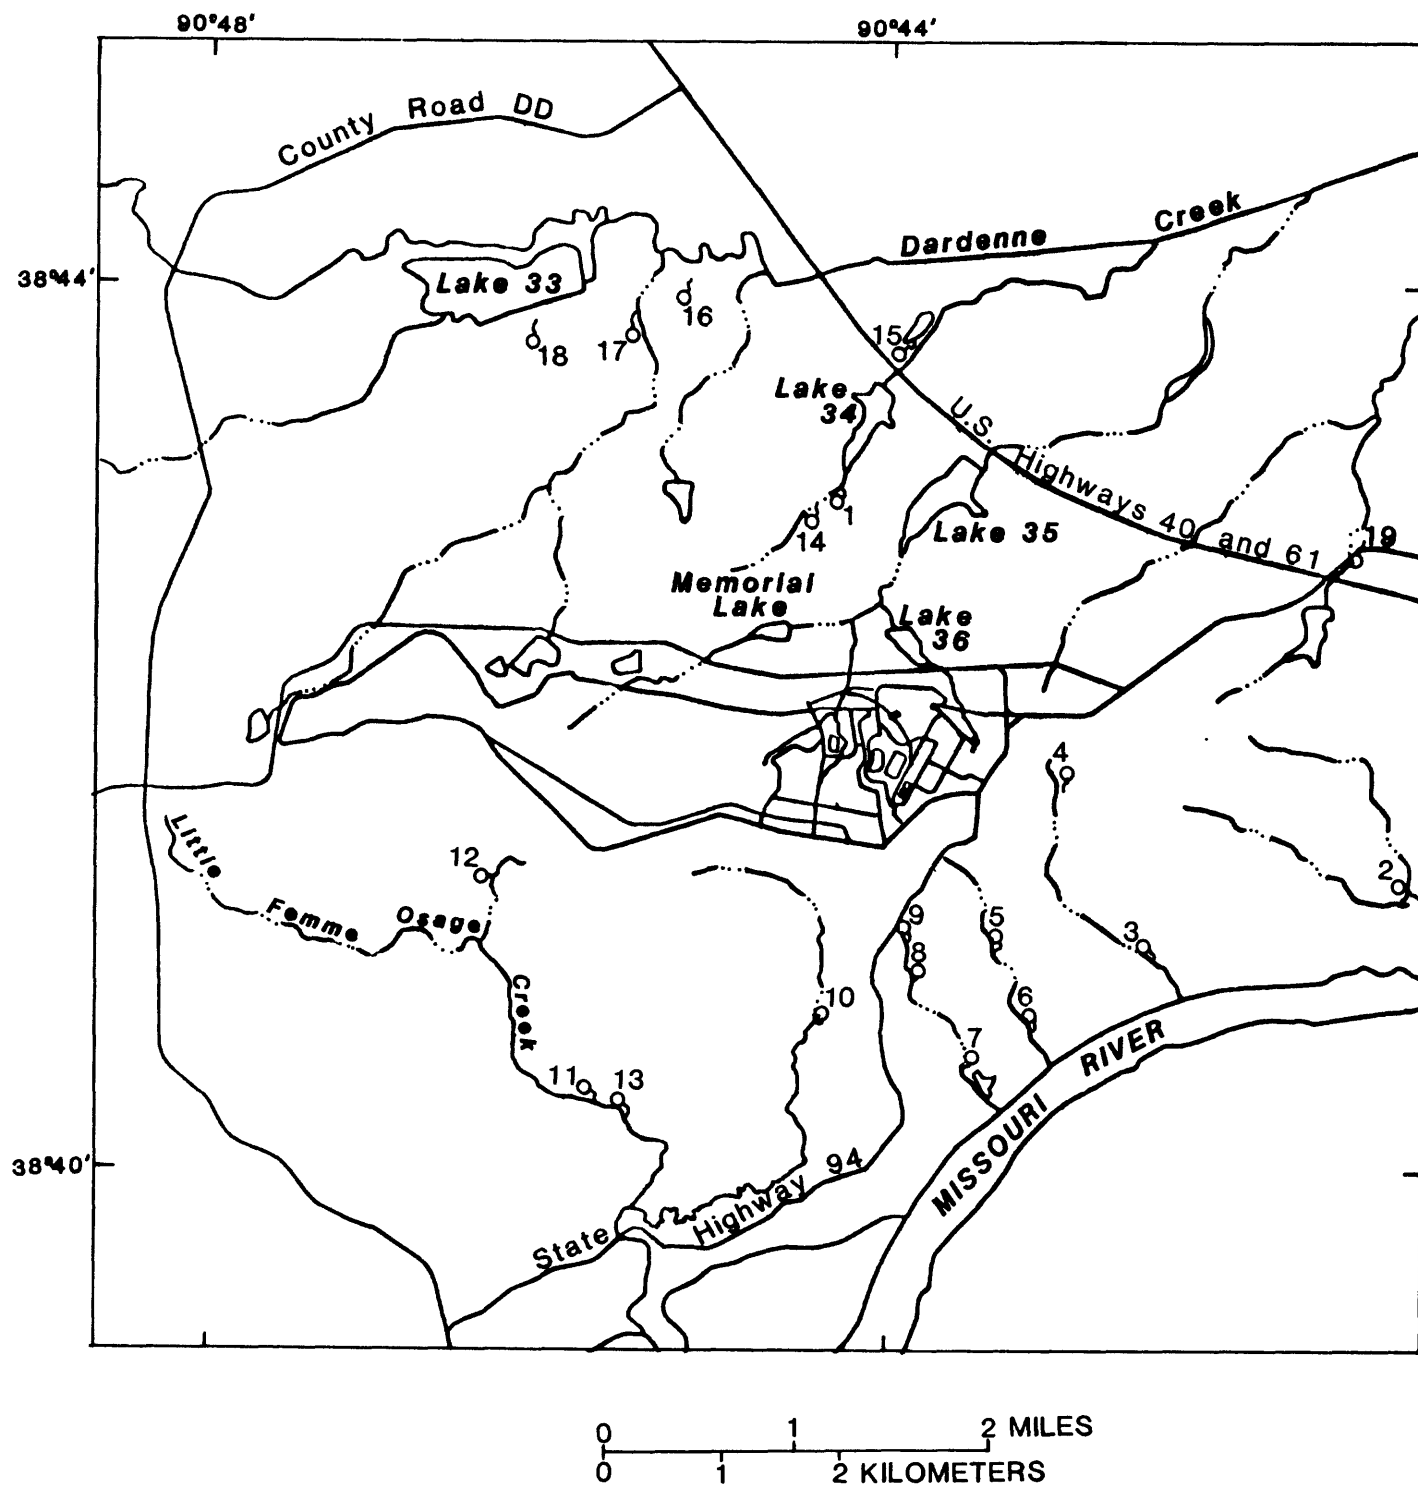 90°48'
90°44'
County Road DD
Dardenne Creek
38°44'
Lake 33
16
18
17
15
Lake
34
U.S. Highways 40 and 61
1
14
Lake 35
19
Memorial
Lake
Lake
36
4
Little Femme Osage Creek
12
2
9
5
8
3
10
6
7
11
13
MISSOURI RIVER
38°40'
State Highway 94
0 1 2 MILES
0 1 2 KILOMETERS